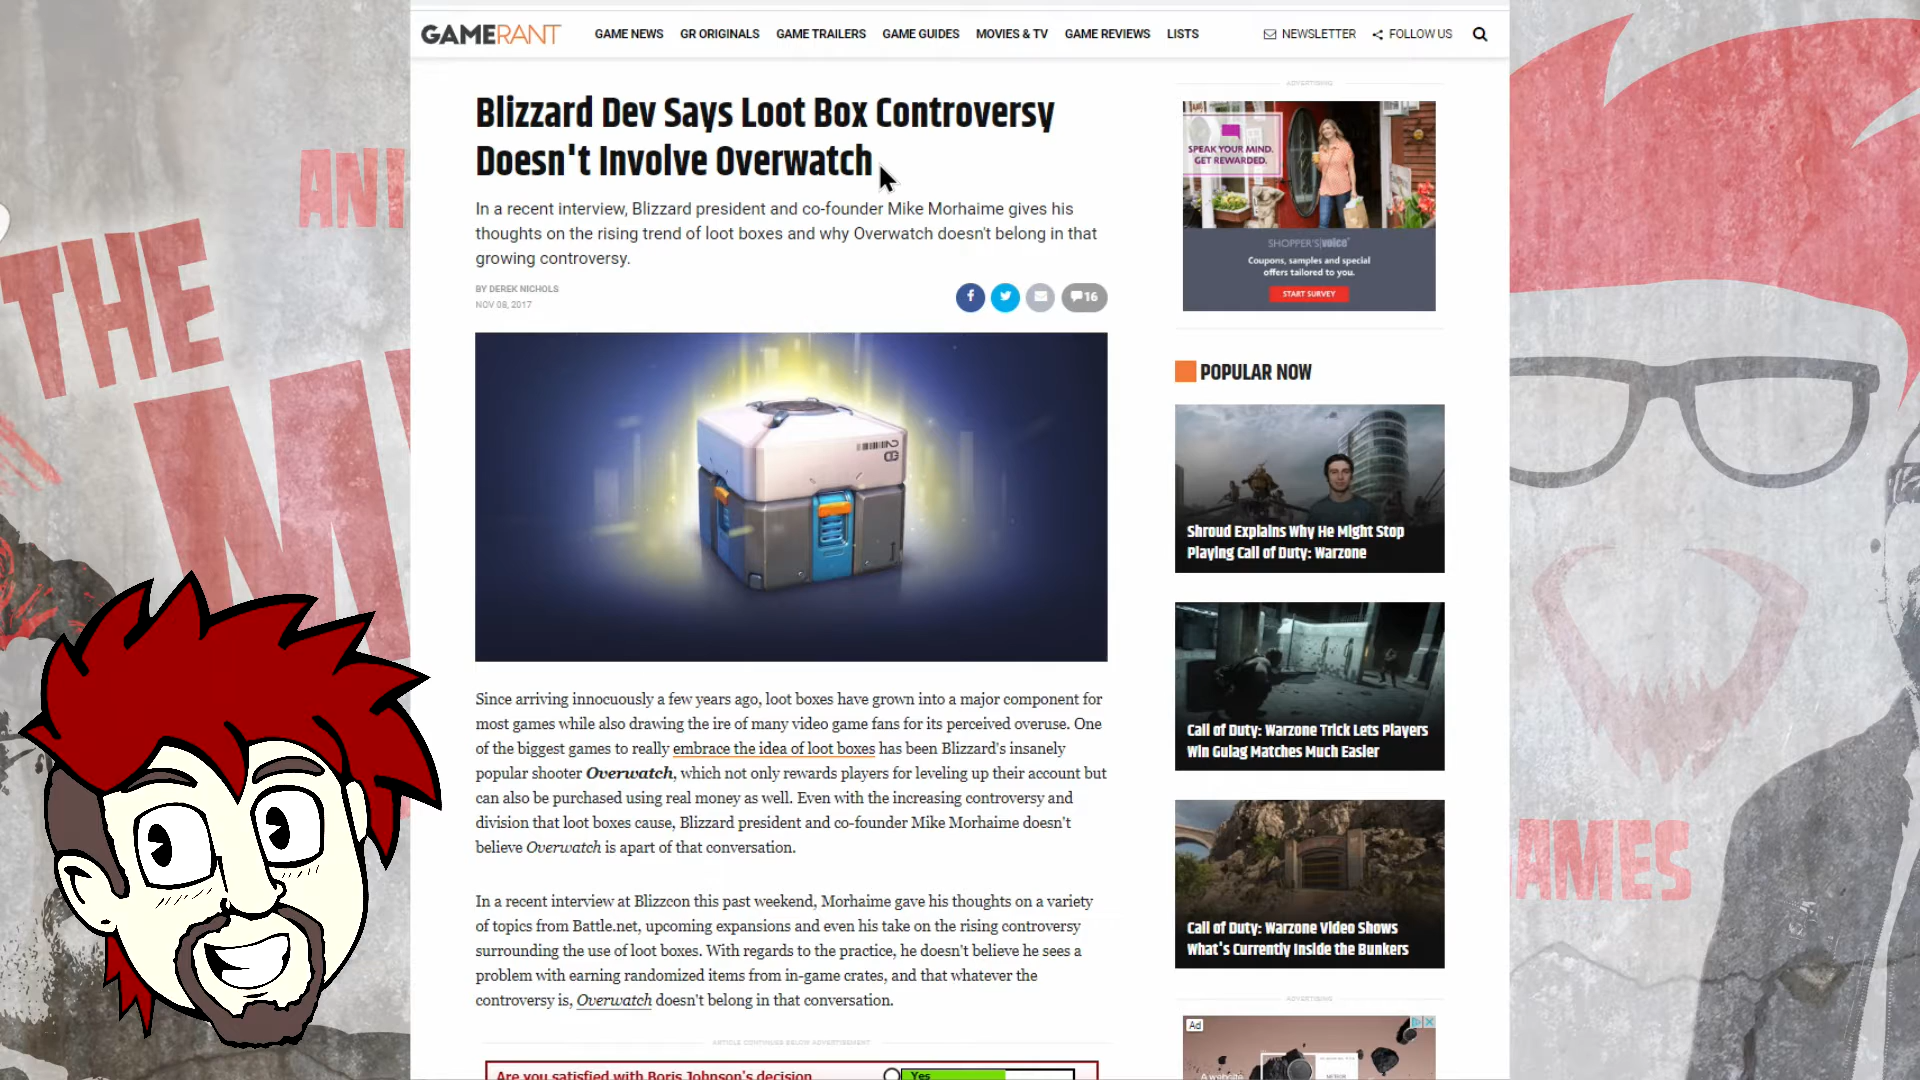 GAMERANT
GAME NEWS GR ORIGINALS GAME TRAILERS GAME GUIDES MOVIES & TV GAME REVIEWS LISTS
NEWSLETTER FOLLOW US
Blizzard Dev Says Loot Box Controversy
Doesn't Involve Overwatch
In a recent interview, Blizzard president and co-founder Mike Morhaime gives his
thoughts on the rising trend of loot boxes and why Overwatch doesn't belong in that
growing controversy.
BY DEREK NICHOLS
NOV 08, 2017
16
Since arriving innocuously a few years ago, loot boxes have grown into a major component for
most games while also drawing the ire of many video game fans for its perceived overuse. One
of the biggest games to really embrace the idea of loot boxes has been Blizzard's insanely
popular shooter Overwatch, which not only rewards players for leveling up their account but
can also be purchased using real money as well. Even with the increasing controversy and
division that loot boxes cause, Blizzard president and co-founder Mike Morhaime doesn't
believe Overwatch is apart of that conversation.
In a recent interview at Blizzcon this past weekend, Morhaime gave his thoughts on a variety
of topics from Battle.net, upcoming expansions and even his take on the rising controversy
surrounding the use of loot boxes. With regards to the practice, he doesn't believe he sees a
problem with earning randomized items from in-game crates, and that whatever the
controversy is, Overwatch doesn't belong in that conversation.
ARTICLE CONTINUES BELOW ADVERTISEMENT
Are you satisfied with Boris Johnson's decision
Yes
ADVERTISING
SPEAK YOUR MIND.
GET REWARDED.
SHOPPER'S voice
Coupons, samples and special
offers tailored to you.
START SURVEY
POPULAR NOW
Shroud Explains Why He Might Stop
Playing Call of Duty: Warzone
Call of Duty: Warzone Trick Lets Players
Win Gulag Matches Much Easier
Call of Duty: Warzone Video Shows
What's Currently Inside the Bunkers
ADVERTISING
Ad
A website
THE
AMES